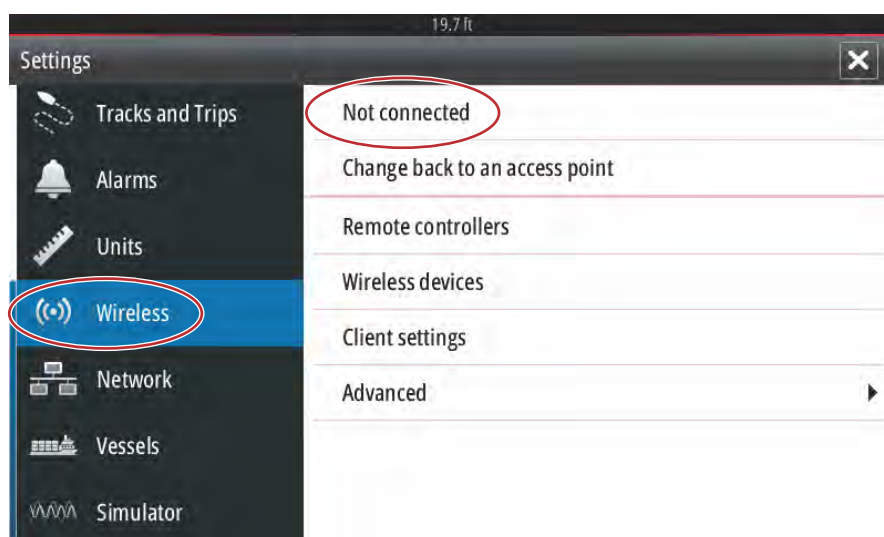 19.7 ft
Settings
Tracks and Trips
Alarms
Units
Wireless
Network
Vessels
Simulator
Not connected
Change back to an access point
Remote controllers
Wireless devices
Client settings
Advanced